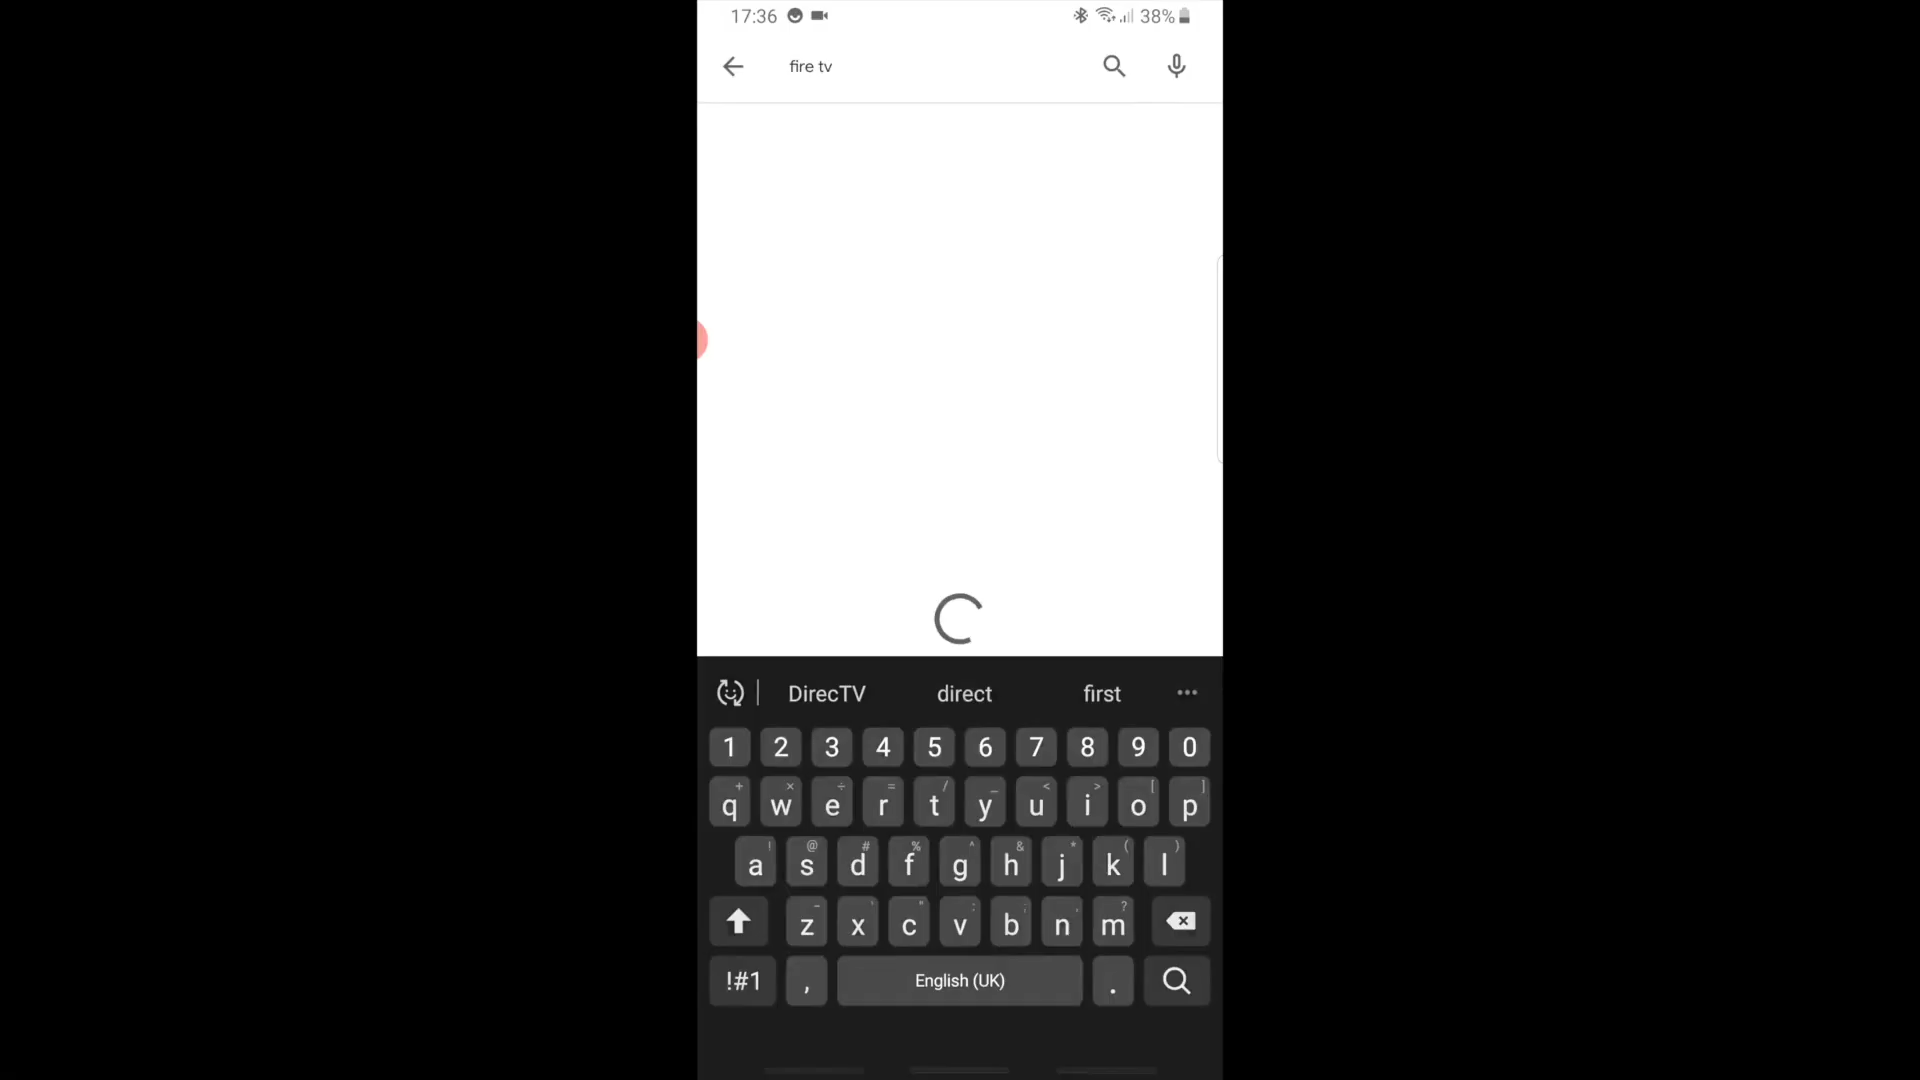 17:36 38%
fire tv
DirecTV direct first
1 2 3 4 5 6 7 8 9 0
q w e r t y u i o p
a s d f g h j k l
z x c v b n m
!#1 , English (UK) .